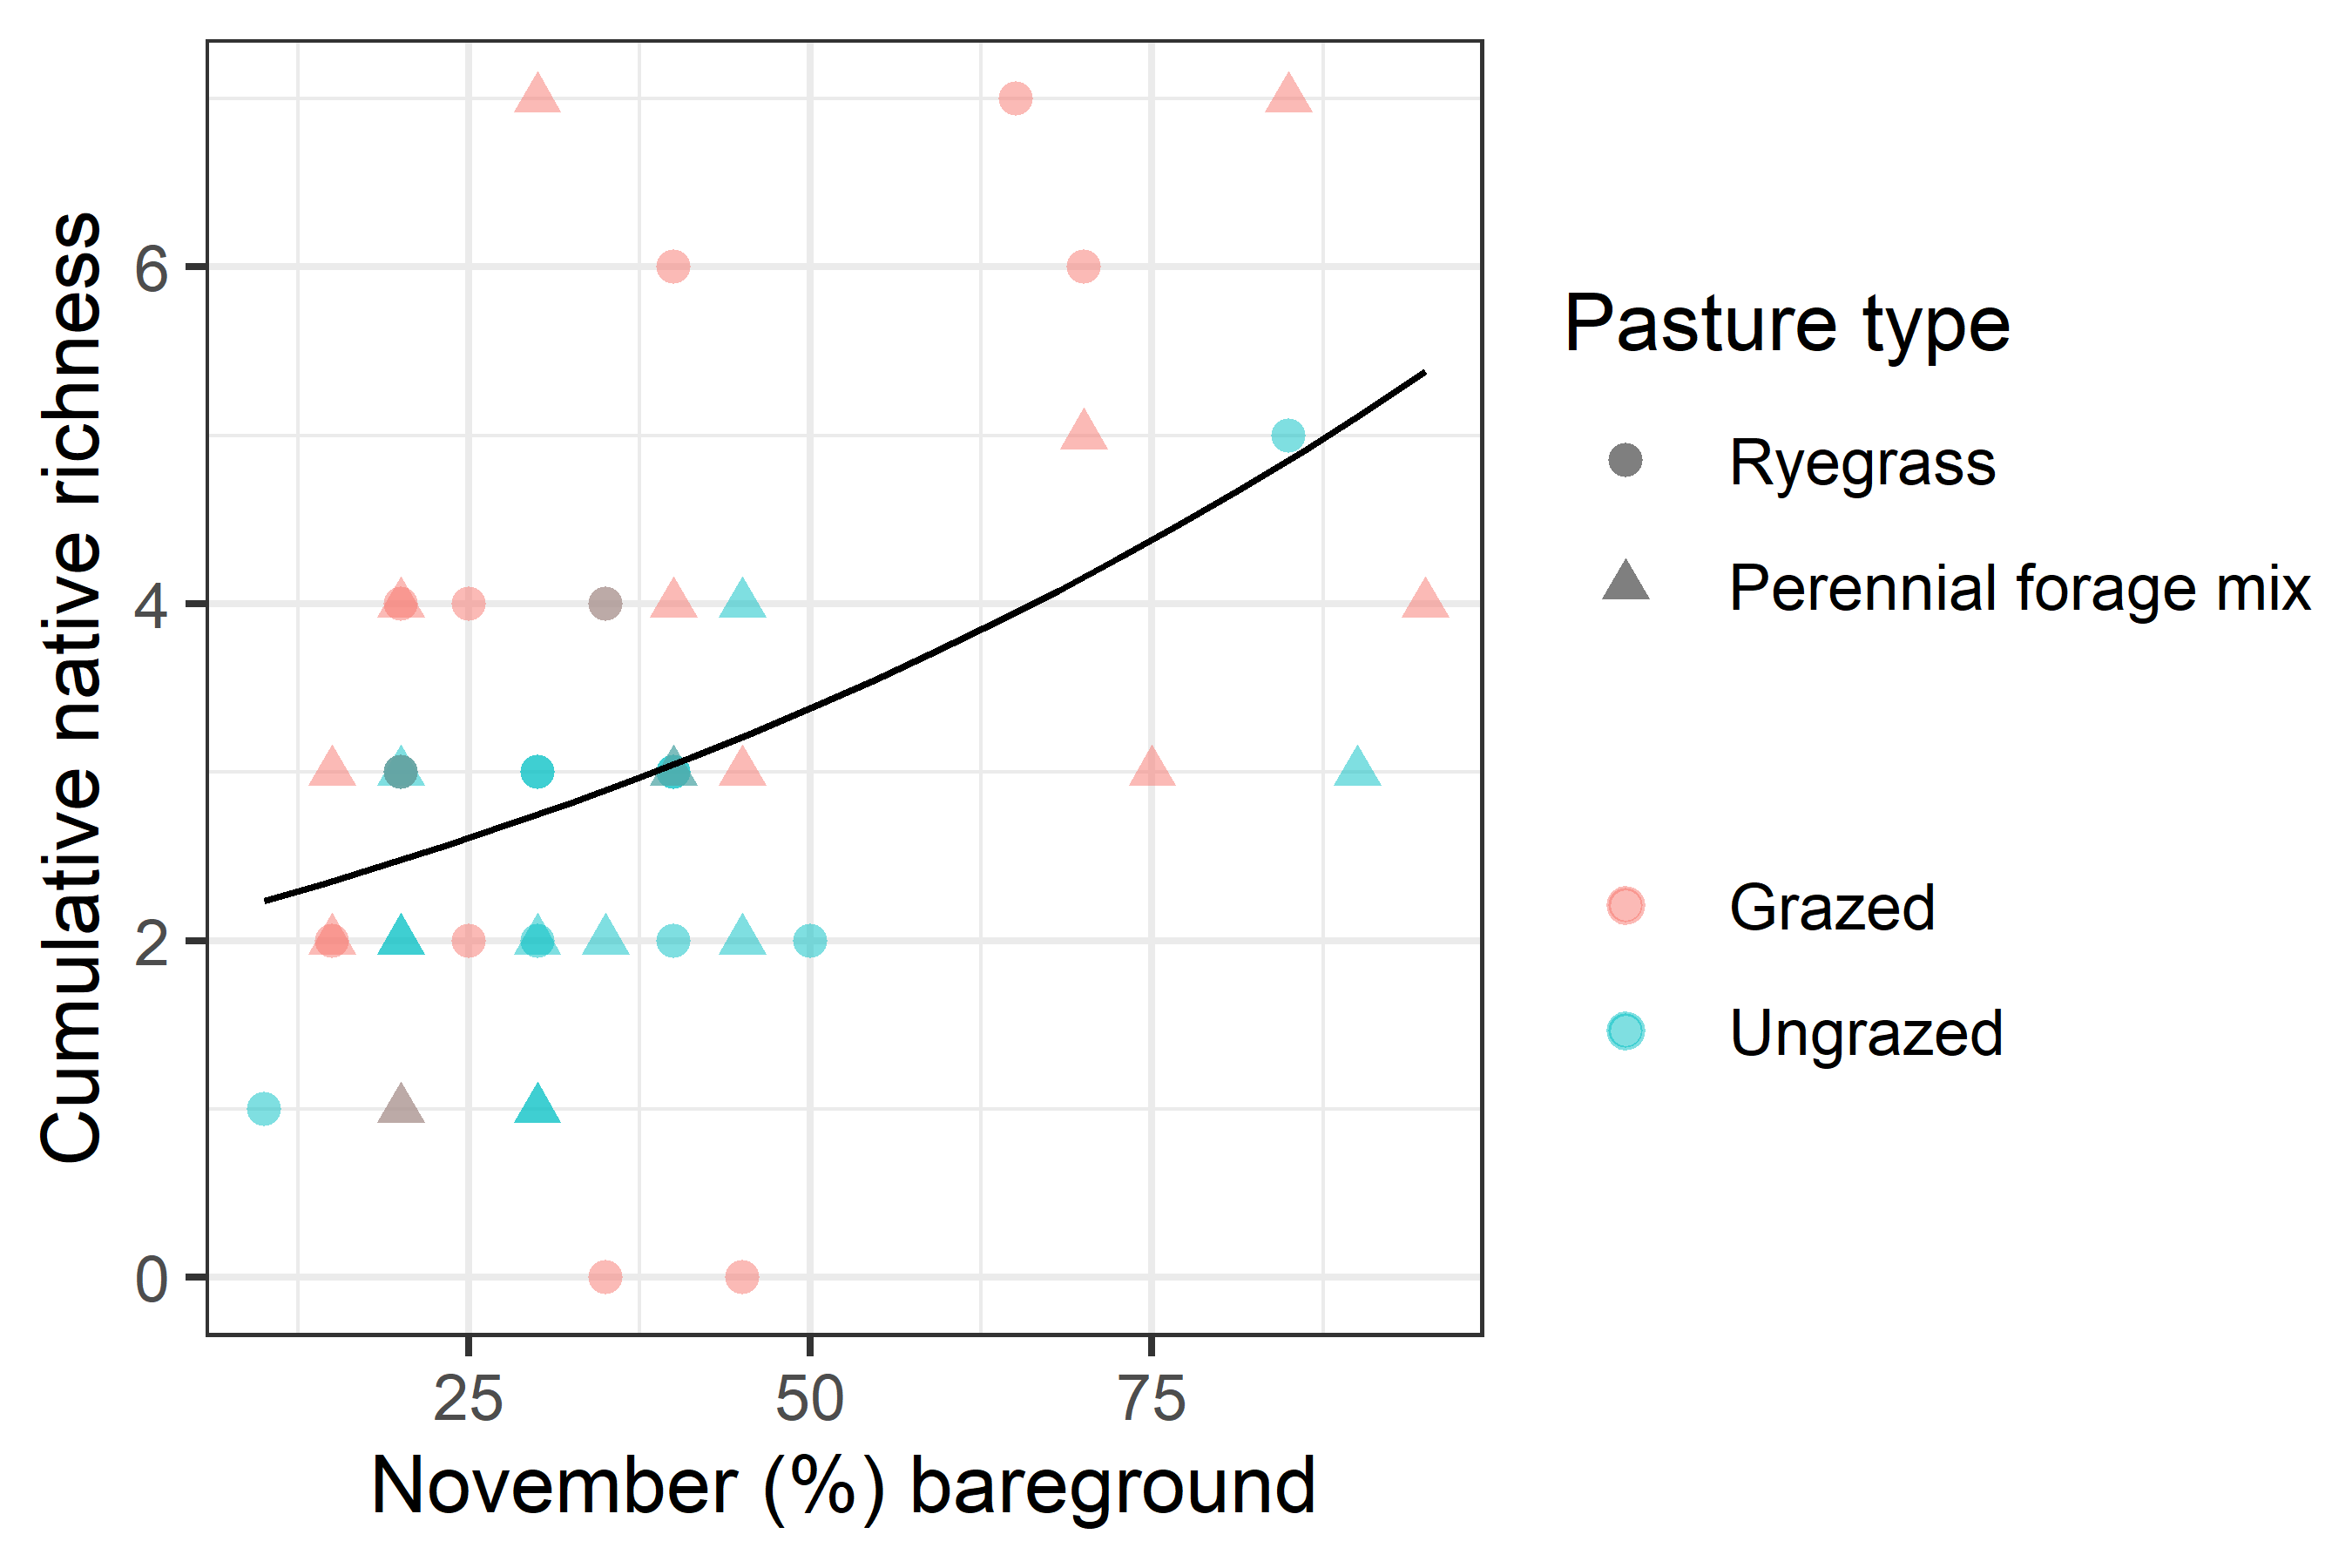 Cumulative native richness
6
4
2
0
25 50 75
November (%) bareground
Pasture type
Ryegrass
Perennial forage mix
Grazed
Ungrazed